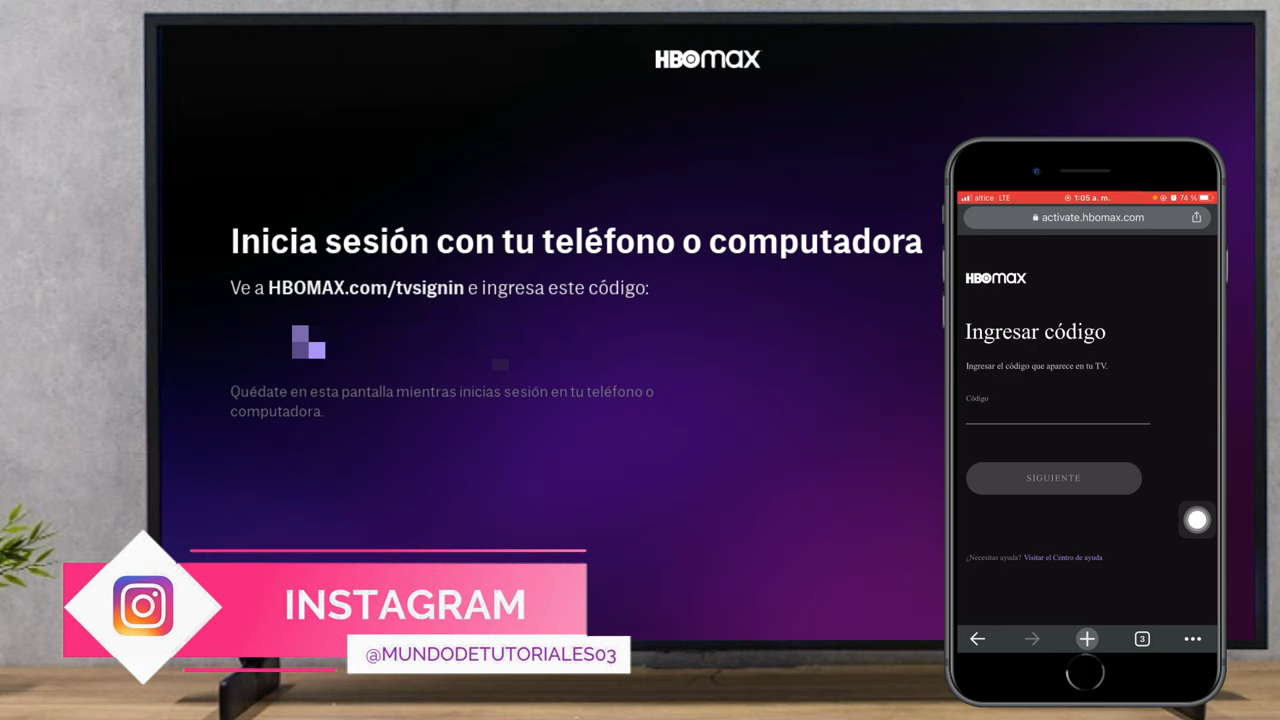 HBOMAX
Inicia sesión con tu teléfono o computadora
Ve a HBOMAX.com/tvsignin e ingresa este código:
Quédate en esta pantalla mientras inicias sesión en tu teléfono o
computadora.
altice LTE 1:05 a. m. 74 %
activate.hbomax.com
HBOMAX
Ingresar código
Ingresar el código que aparece en tu TV.
Código
SIGUIENTE
¿Necesitas ayuda? Visitar el Centro de ayuda
3
INSTAGRAM
@MUNDODETUTORIALES03